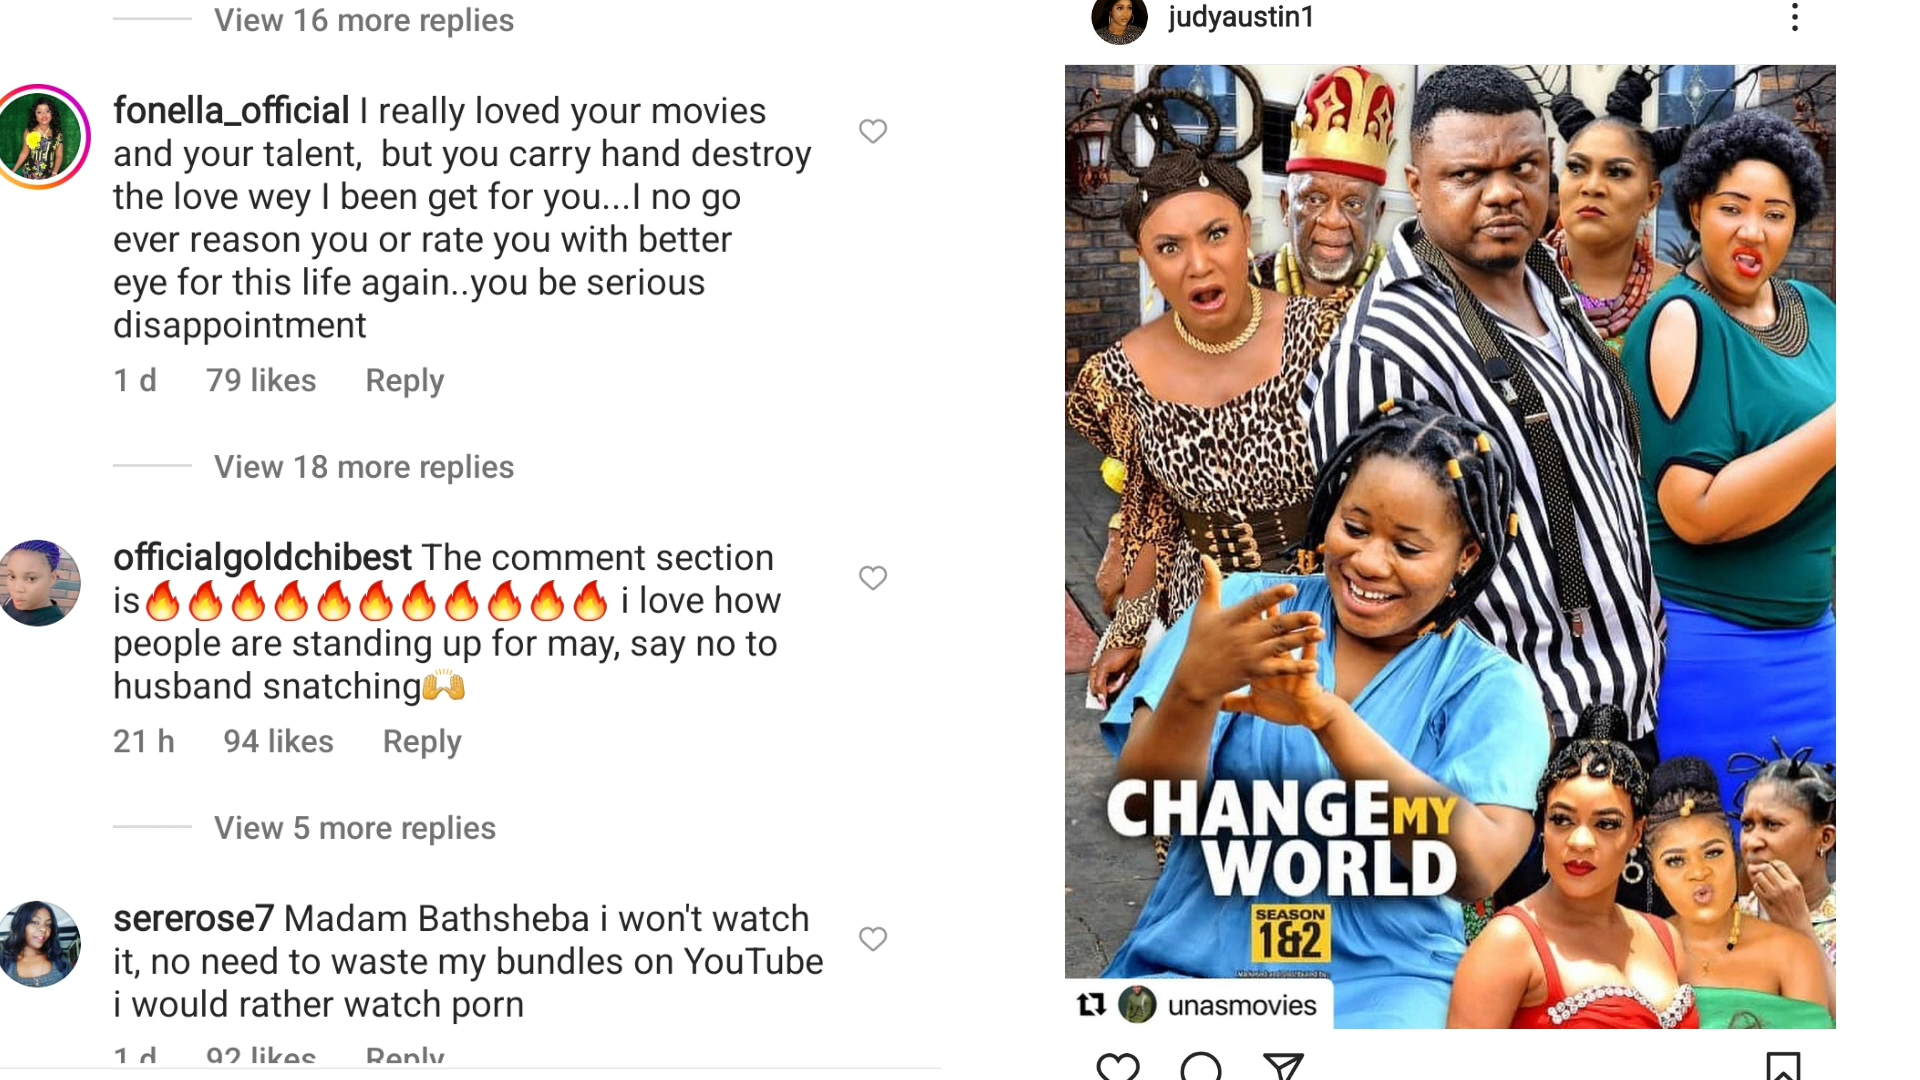 View 16 more replies
fonella_official I really loved your movies
and your talent, but you carry hand destroy
the love wey I been get for you...I no go
ever reason you or rate you with better
eye for this life again..you be serious
disappointment
1 d 79 likes Reply
View 18 more replies
officialgoldchibest The comment section
is🔥🔥🔥🔥🔥🔥🔥🔥🔥🔥🔥 i love how
people are standing up for may, say no to
husband snatching🙌
21 h 94 likes Reply
View 5 more replies
sererose7 Madam Bathsheba i won't watch
it, no need to waste my bundles on YouTube
i would rather watch porn
1 d 92 likes Reply
judyaustin1
CHANGE MY
WORLD
SEASON
1&2
unasmovies